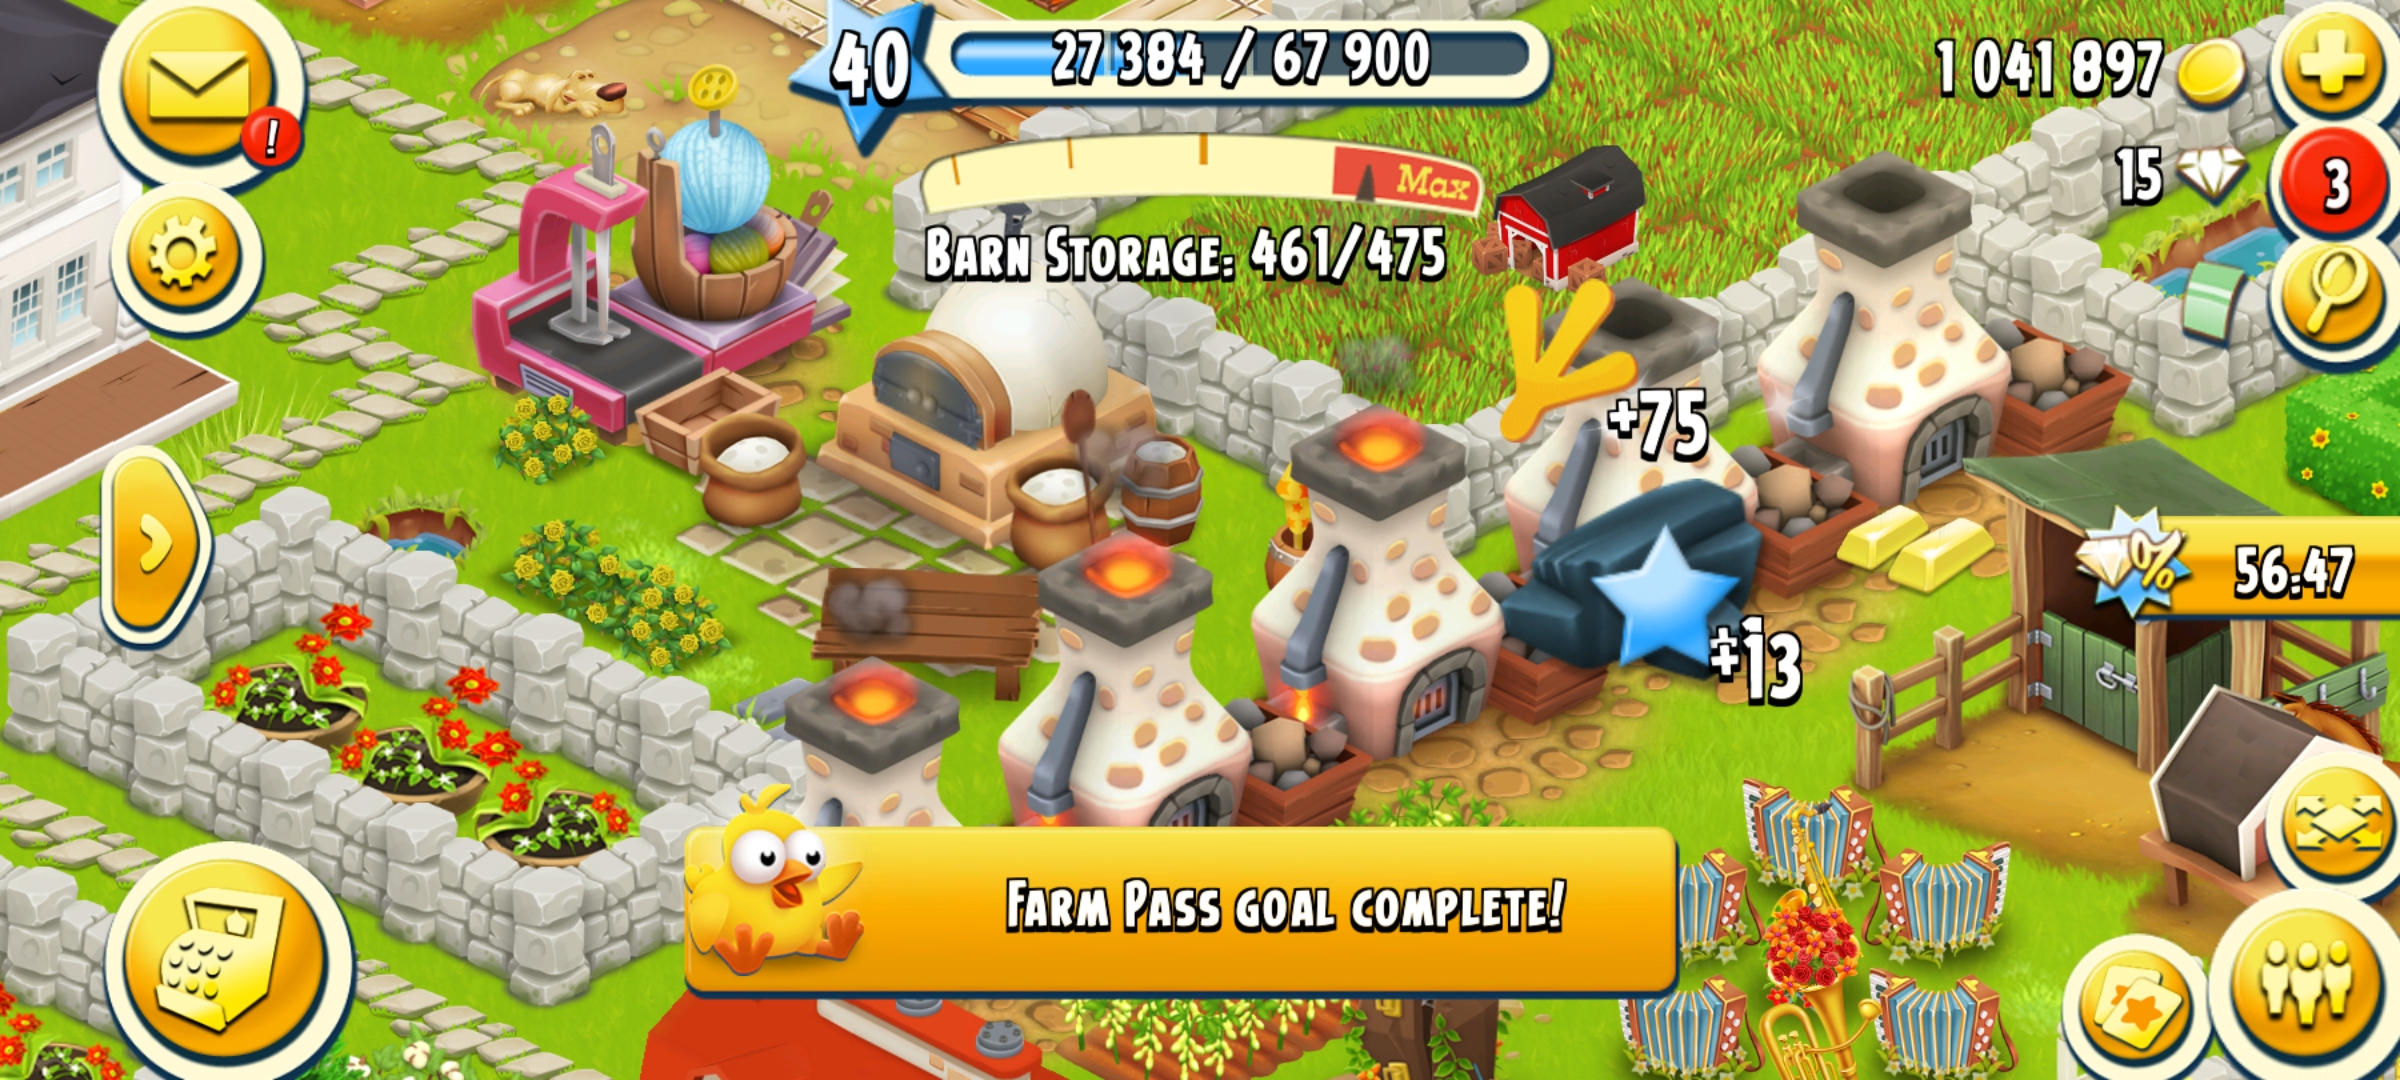 !
40
27 384 / 67 900
1 041 897
15
3
Max
Barn Storage: 461/475
+75
%
56:47
+13
Farm Pass goal complete!